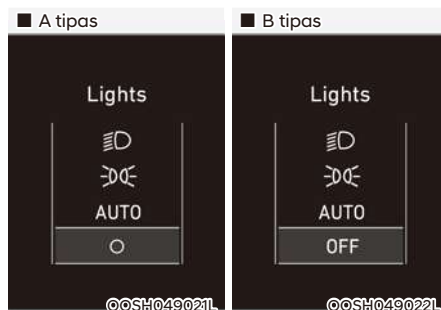 ■ A tipas
Lights
AUTO
O
OOSH049021L
■ B tipas
Lights
AUTO
OFF
OOSH049022L